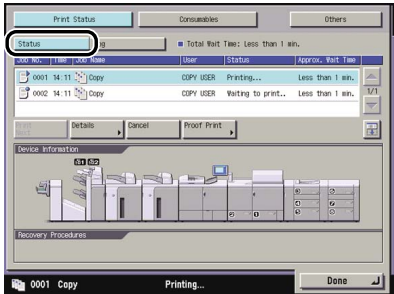 Print Status Consumables Others
Status Log Total Wait Time: Less than 1 min.
Job No. Time Job Name User Status Approx. Wait Time
0001 14:11 Copy COPY USER Printing... Less than 1 min.
0002 14:11 Copy COPY USER Waiting to print.. Less than 1 min.
1/1
Print Next Details Cancel Proof Print
Device Information
Recovery Procedures
Done
0001 Copy Printing...